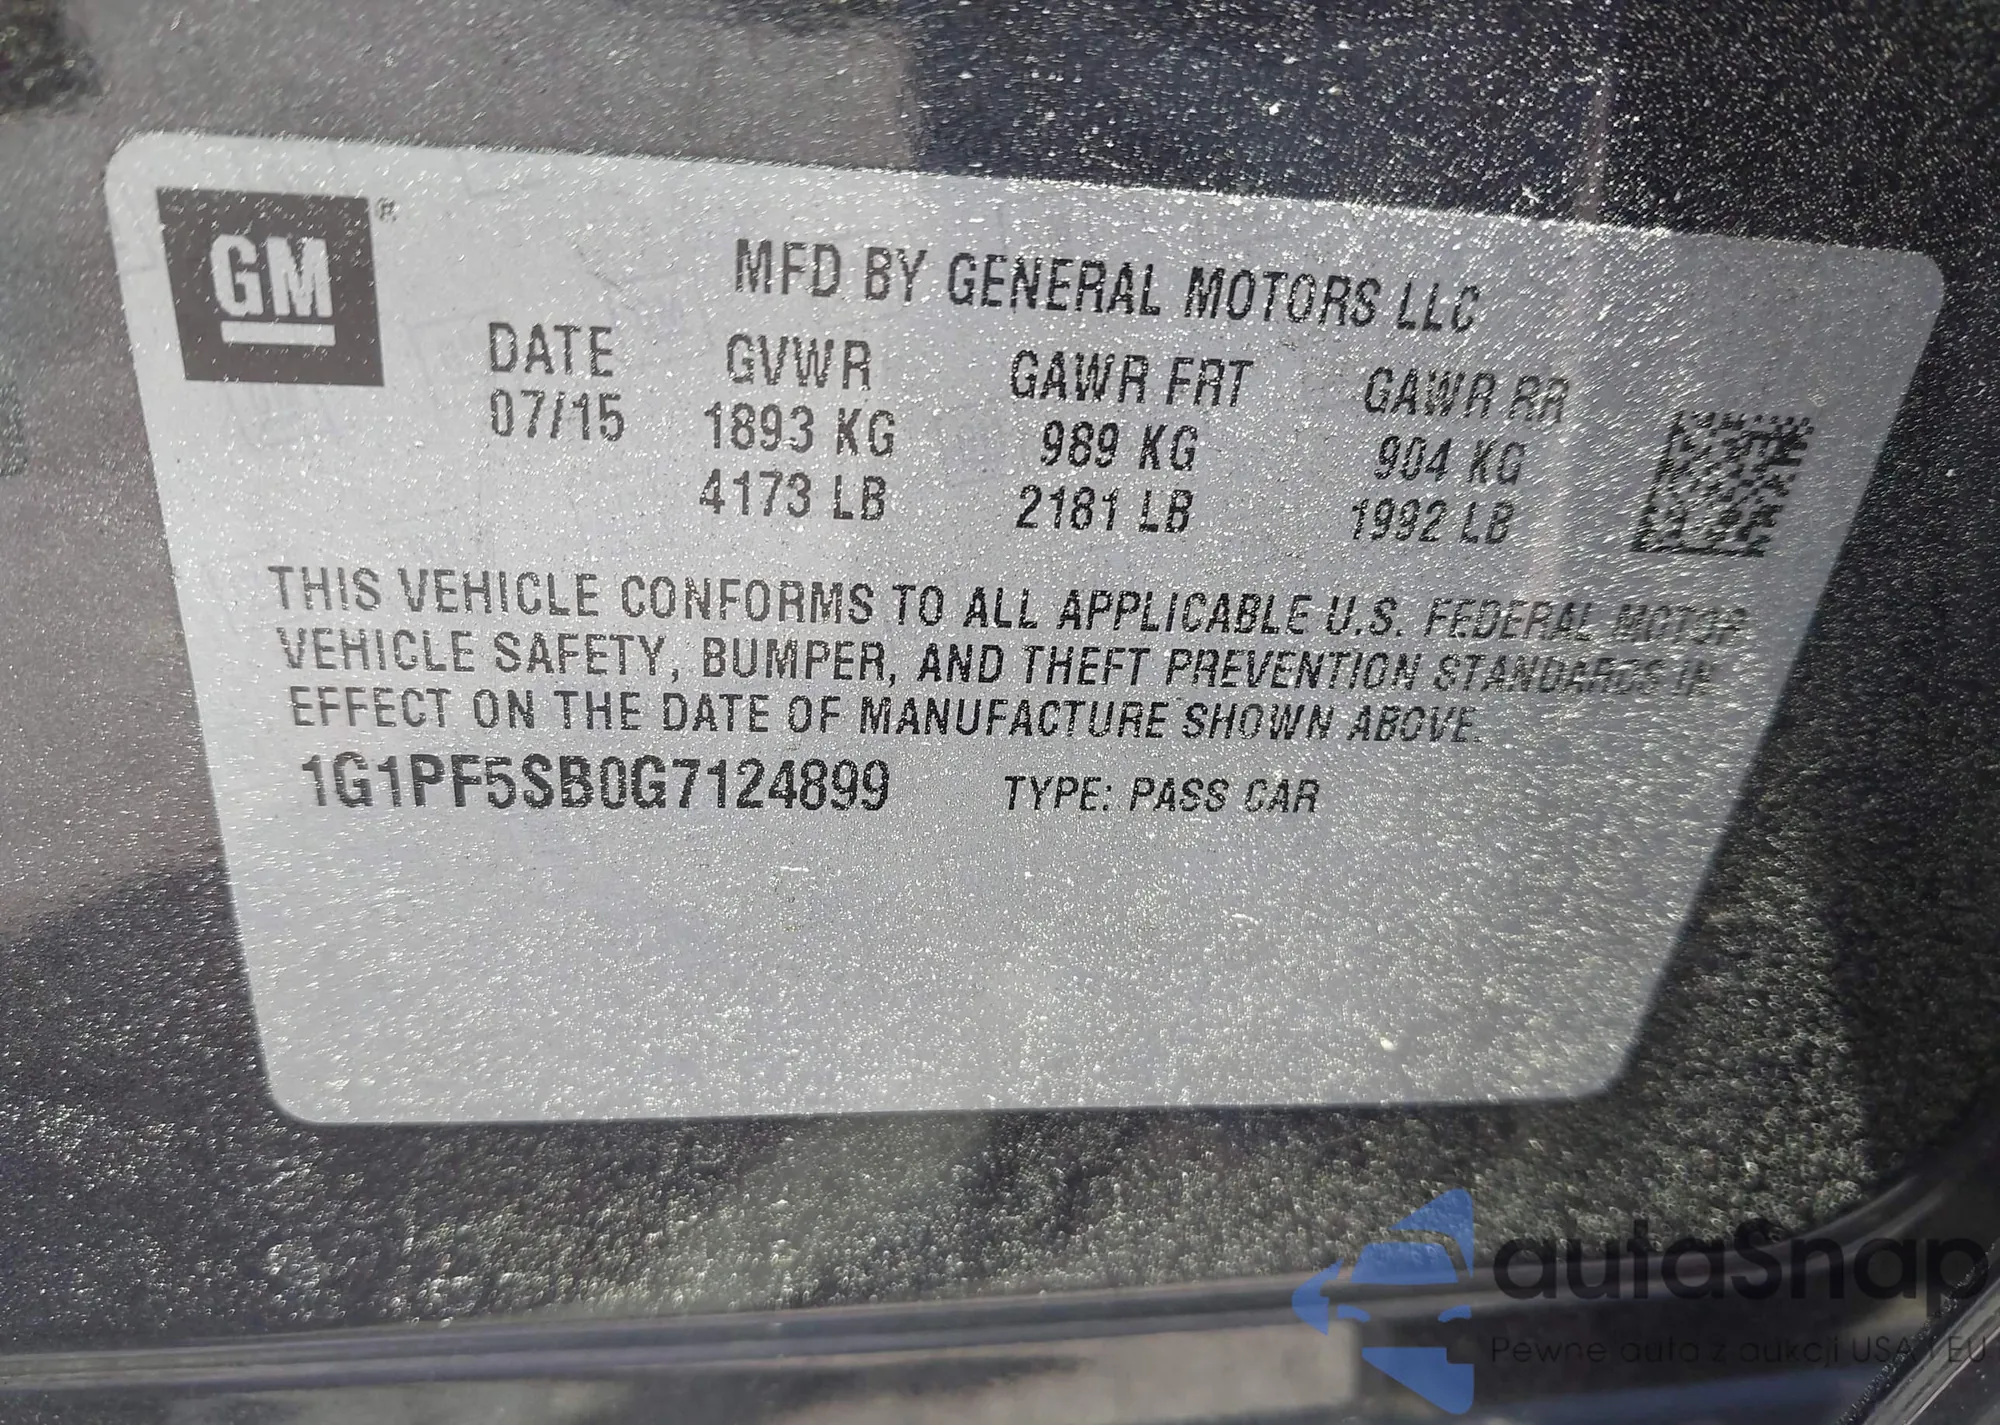 GM®
MFD BY GENERAL MOTORS LLC
DATE GVWR GAWR FRT GAWR RR
07/15 1893 KG 989 KG 904 KG
4173 LB 2181 LB 1992 LB
THIS VEHICLE CONFORMS TO ALL APPLICABLE U.S. FEDERAL MOTOR
VEHICLE SAFETY, BUMPER, AND THEFT PREVENTION STANDARDS IN
EFFECT ON THE DATE OF MANUFACTURE SHOWN ABOVE.
1G1PF5SB0G7124899 TYPE: PASS CAR
autaSnap
Pewne auta z aukcji USA i EU